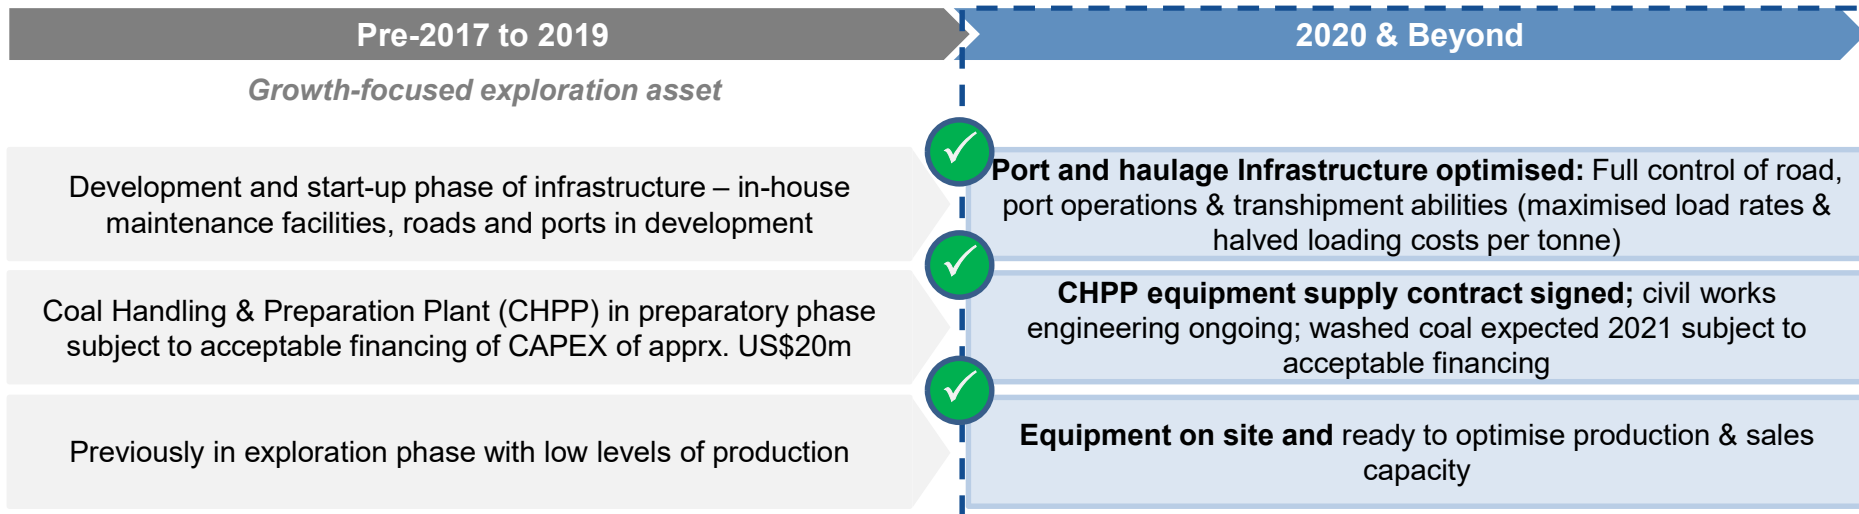 Pre-2017 to 2019
2020 & Beyond
Growth-focused exploration asset
Development and start-up phase of infrastructure – in-house
maintenance facilities, roads and ports in development
Port and haulage Infrastructure optimised: Full control of road,
port operations & transhipment abilities (maximised load rates &
halved loading costs per tonne)
Coal Handling & Preparation Plant (CHPP) in preparatory phase
subject to acceptable financing of CAPEX of apprx. US$20m
CHPP equipment supply contract signed; civil works
engineering ongoing; washed coal expected 2021 subject to
acceptable financing
Previously in exploration phase with low levels of production
Equipment on site and ready to optimise production & sales
capacity